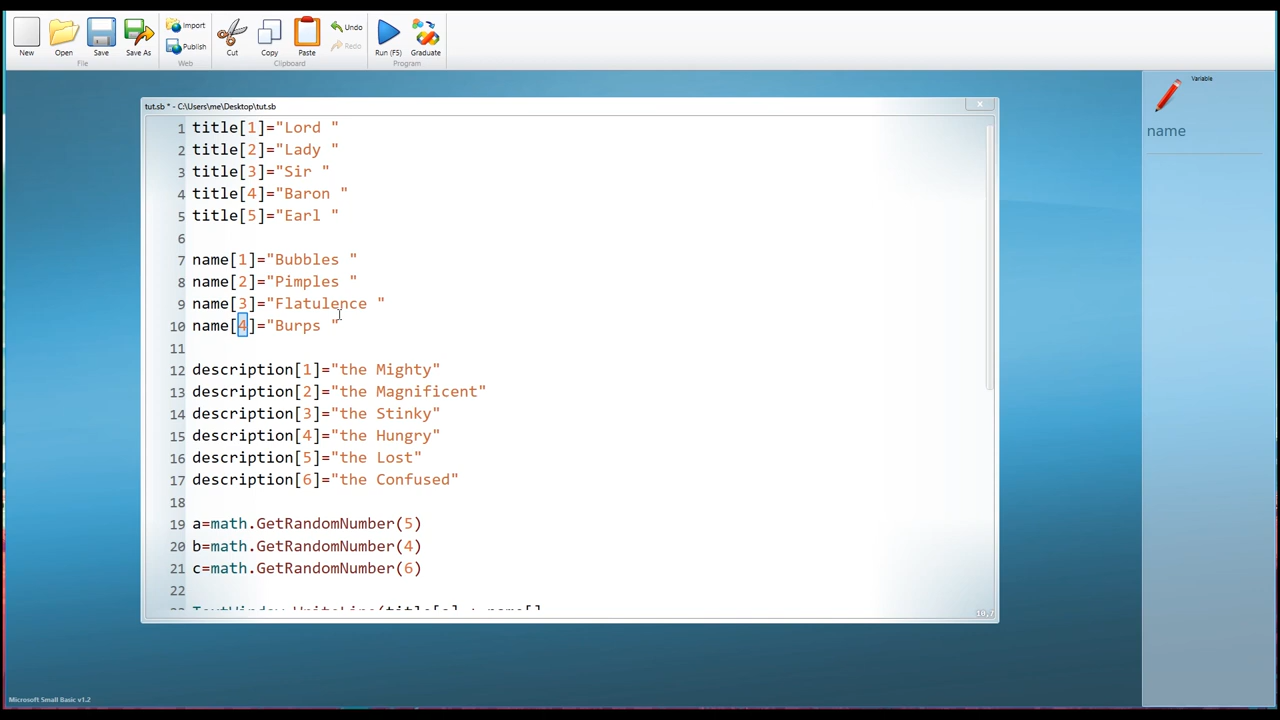 Import
Undo
Publish
Redo
New
Open
Save
Save As
Cut
Copy
Paste
Run (F5)
Graduate
File
Web
Clipboard
Program
Variable
name
tut.sb * - C:\Users\me\Desktop\tut.sb
x
1 title[1]="Lord "
2 title[2]="Lady "
3 title[3]="Sir "
4 title[4]="Baron "
5 title[5]="Earl "
6
7 name[1]="Bubbles "
8 name[2]="Pimples "
9 name[3]="Flatulence "
10 name[4]="Burps "
11
12 description[1]="the Mighty"
13 description[2]="the Magnificent"
14 description[3]="the Stinky"
15 description[4]="the Hungry"
16 description[5]="the Lost"
17 description[6]="the Confused"
18
19 a=math.GetRandomNumber(5)
20 b=math.GetRandomNumber(4)
21 c=math.GetRandomNumber(6)
22
10,7
Microsoft Small Basic v1.2